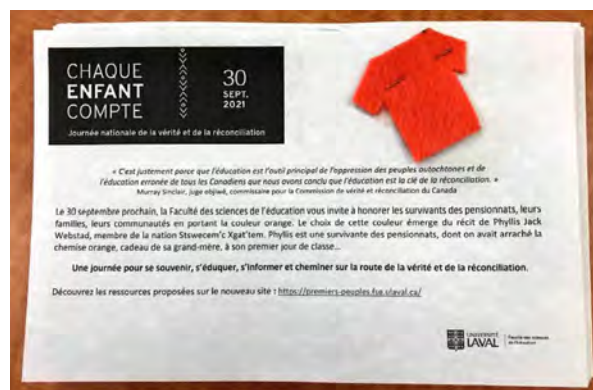 CHAQUE
ENFANT
COMPTE
30
SEPT.
2021
Journée nationale de la vérité et de la réconciliation
« C'est justement parce que l'éducation est l'outil principal de l'oppression des peuples autochtones et de
l'éducation erronée de tous les Canadiens que nous avons conclu que l'éducation est la clé de la réconciliation. »
Murray Sinclair, juge objiwé, commissaire pour la Commission de vérité et réconciliation du Canada
Le 30 septembre prochain, la Faculté des sciences de l'éducation vous invite à honorer les survivants des pensionnats, leurs
familles, leurs communautés en portant la couleur orange. Le choix de cette couleur émerge du récit de Phyllis Jack
Webstad, membre de la nation Stswecem'c Xgat'tem. Phyllis est une survivante des pensionnats, dont on avait arraché la
chemise orange, cadeau de sa grand-mère, à son premier jour de classe...
Une journée pour se souvenir, s'éduquer, s'informer et cheminer sur la route de la vérité et de la réconciliation.
Découvrez les ressources proposées sur le nouveau site : https://premiers-peuples.fse.ulaval.ca/
UNIVERSITÉ
LAVAL
Faculté des sciences
de l'éducation